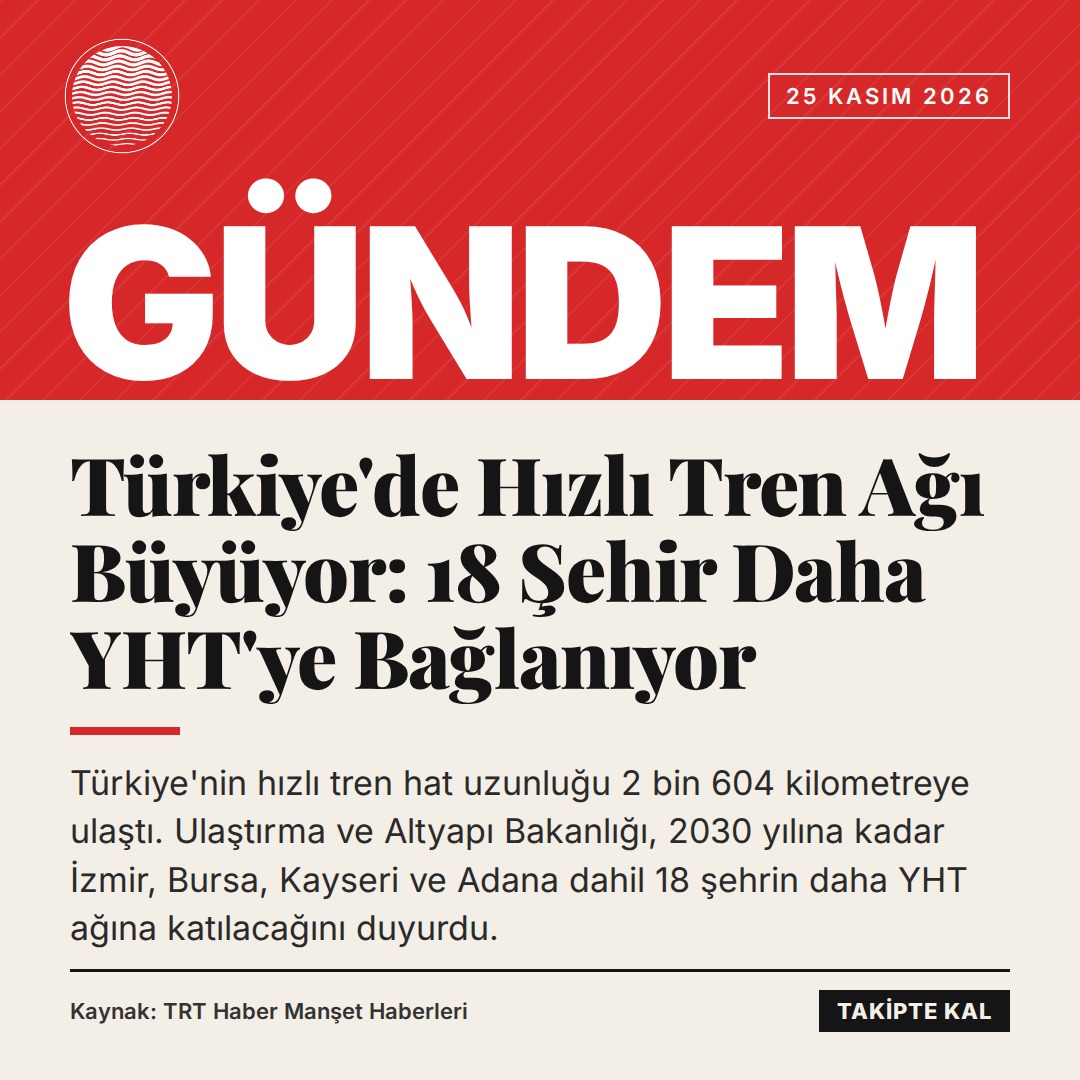 25 KASIM 2026
GÜNDEM
Türkiye'de Hızlı Tren Ağı
Büyüyor: 18 Şehir Daha
YHT'ye Bağlanıyor
Türkiye'nin hızlı tren hat uzunluğu 2 bin 604 kilometreye
ulaştı. Ulaştırma ve Altyapı Bakanlığı, 2030 yılına kadar
İzmir, Bursa, Kayseri ve Adana dahil 18 şehrin daha YHT
ağına katılacağını duyurdu.
Kaynak: TRT Haber Manşet Haberleri
TAKİPTE KAL